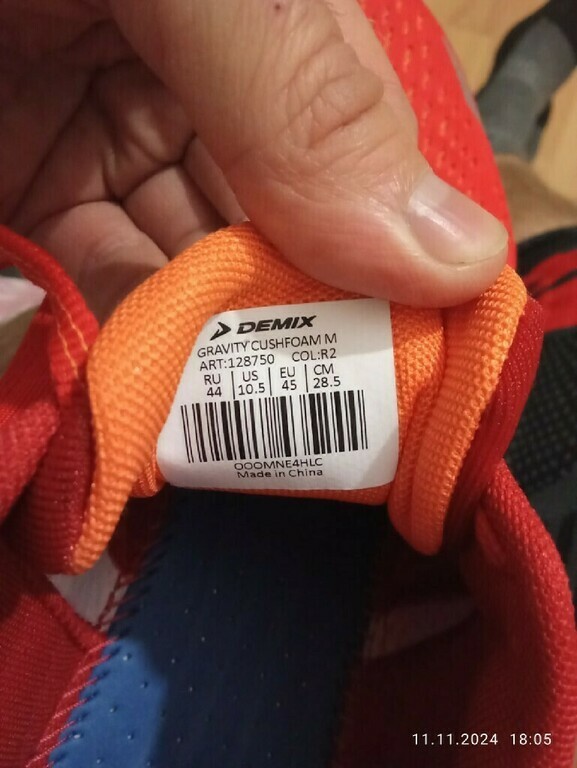 DEMIX
GRAVITY CUSHFOAM M
ART:128750 COL:R2
RU US EU CM
44 10.5 45 28.5
OOOMNE4HLC
Made in China
11.11.2024 18:05